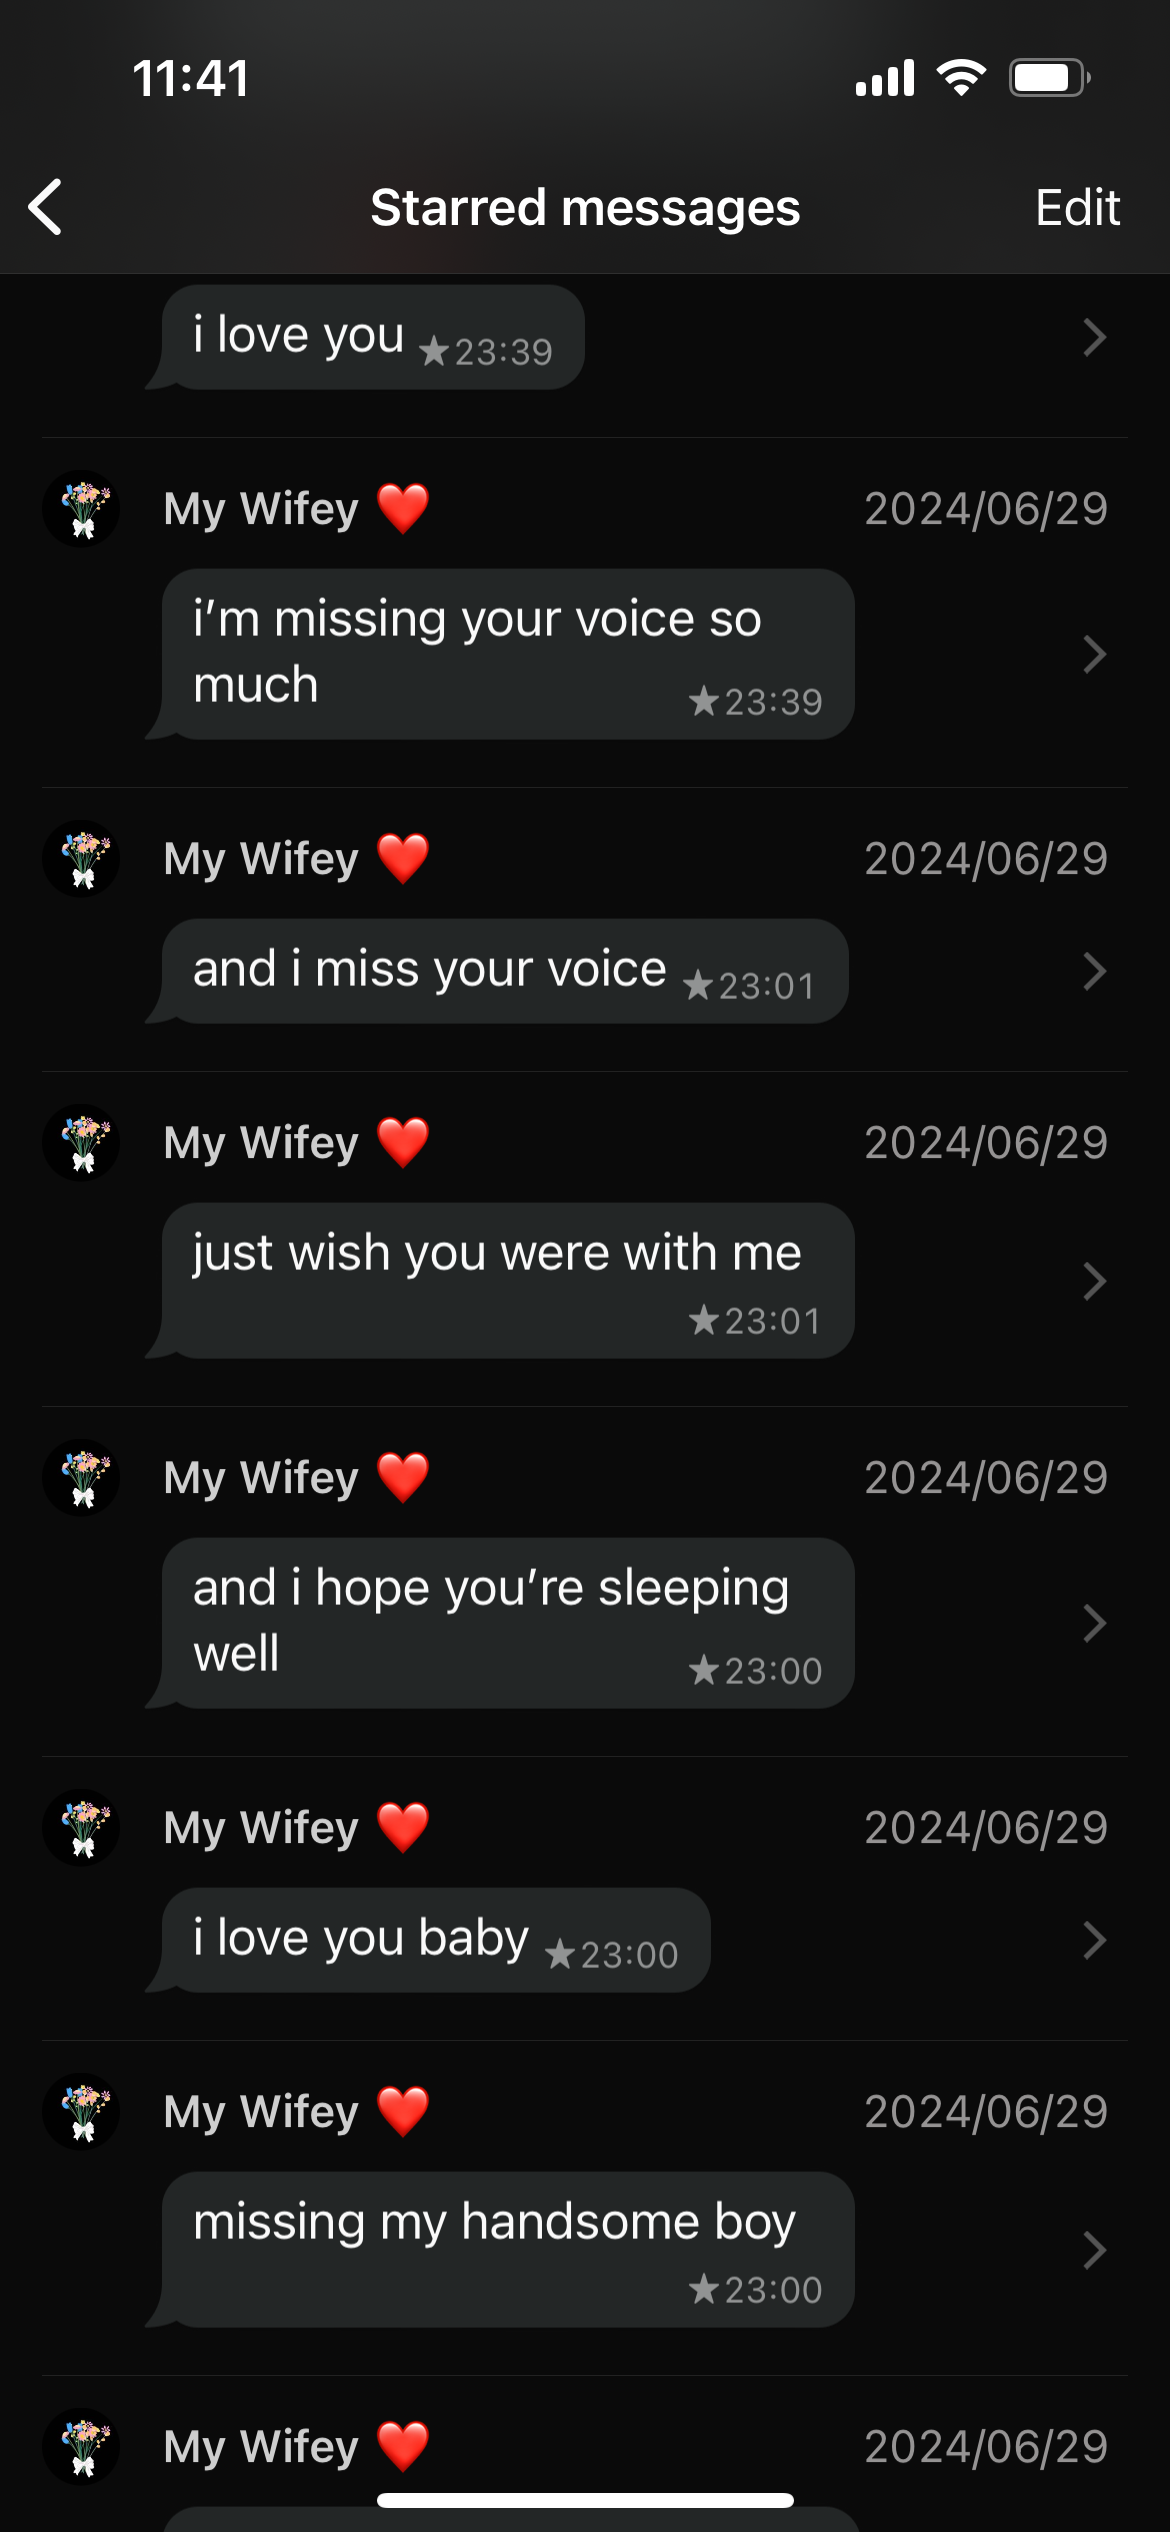 11:41
Starred messages
Edit
i love you ★23:39
My Wifey ❤️ 2024/06/29
i’m missing your voice so
much ★23:39
My Wifey ❤️ 2024/06/29
and i miss your voice ★23:01
My Wifey ❤️ 2024/06/29
just wish you were with me
★23:01
My Wifey ❤️ 2024/06/29
and i hope you’re sleeping
well ★23:00
My Wifey ❤️ 2024/06/29
i love you baby ★23:00
My Wifey ❤️ 2024/06/29
missing my handsome boy
★23:00
My Wifey ❤️ 2024/06/29